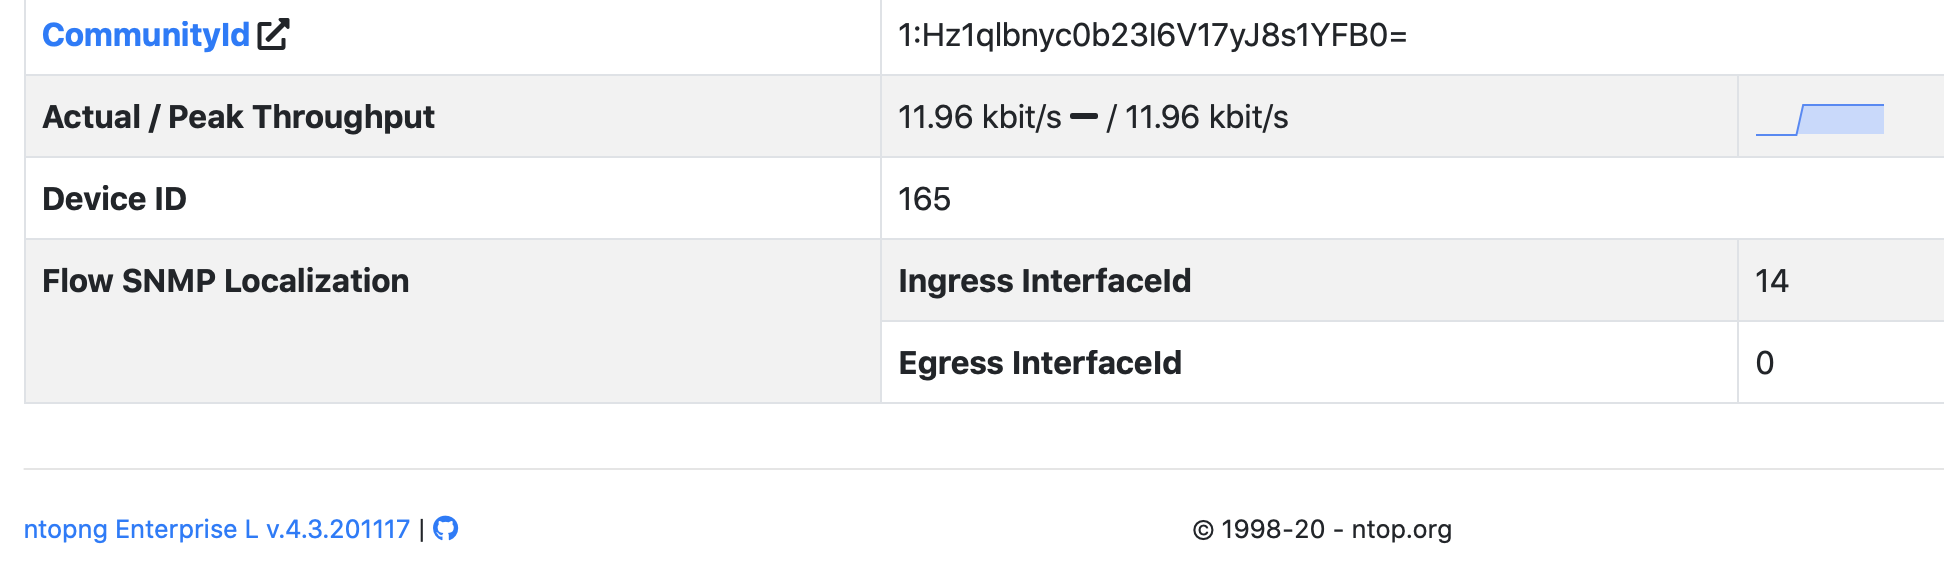 CommunityId 1:Hz1qlbnyc0b23I6V17yJ8s1YFB0=
Actual / Peak Throughput 11.96 kbit/s — / 11.96 kbit/s
Device ID 165
Flow SNMP Localization Ingress InterfaceId 14
Egress InterfaceId 0
ntopng Enterprise L v.4.3.201117 | © 1998-20 - ntop.org